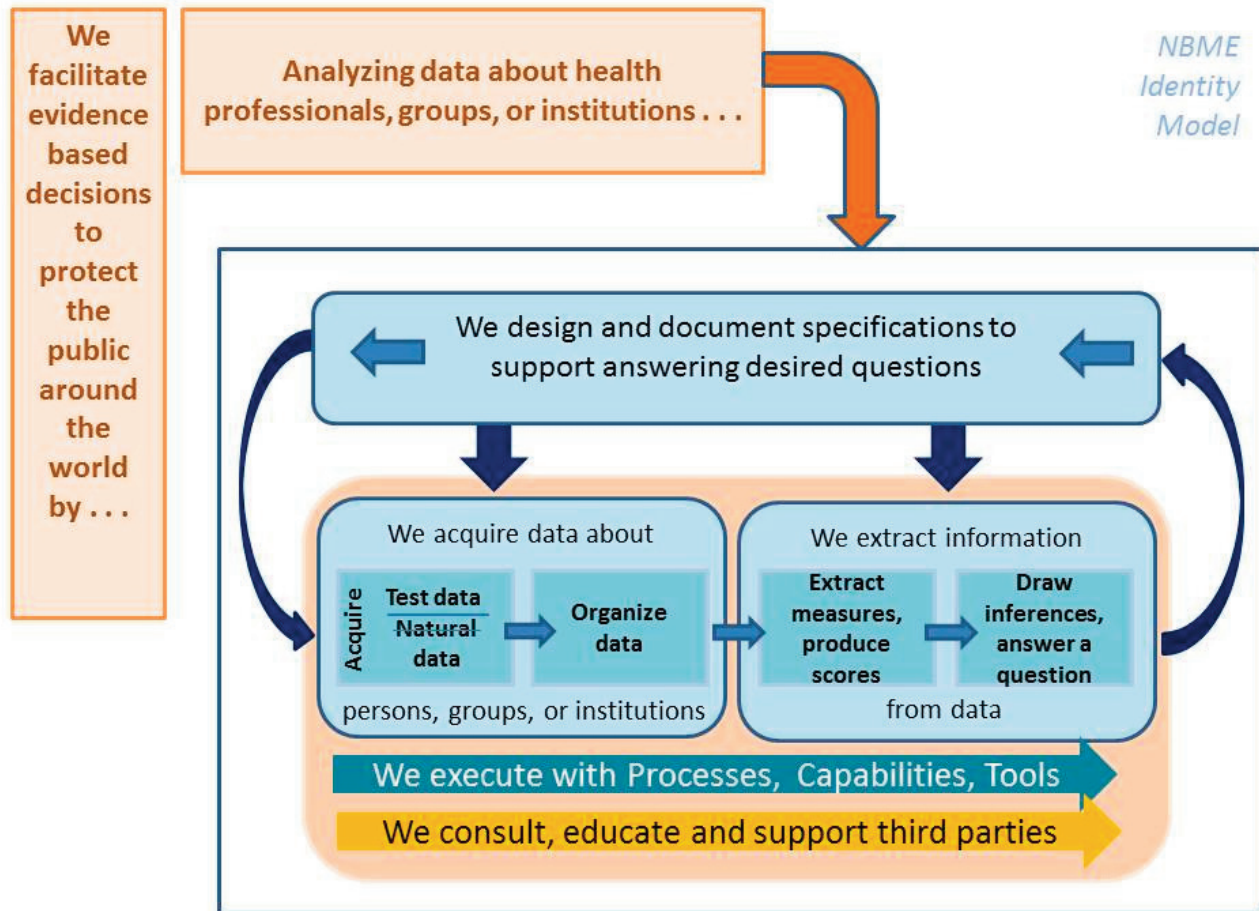 We
facilitate
evidence
based
decisions
to
protect
the
public
around
the
world
by . . .
Analyzing data about health
professionals, groups, or institutions . . .
NBME
Identity
Model
We design and document specifications to
support answering desired questions
We acquire data about
Acquire
Test data
Natural
data
Organize
data
persons, groups, or institutions
We extract information
Extract
measures,
produce
scores
Draw
inferences,
answer a
question
from data
We execute with Processes, Capabilities, Tools
We consult, educate and support third parties